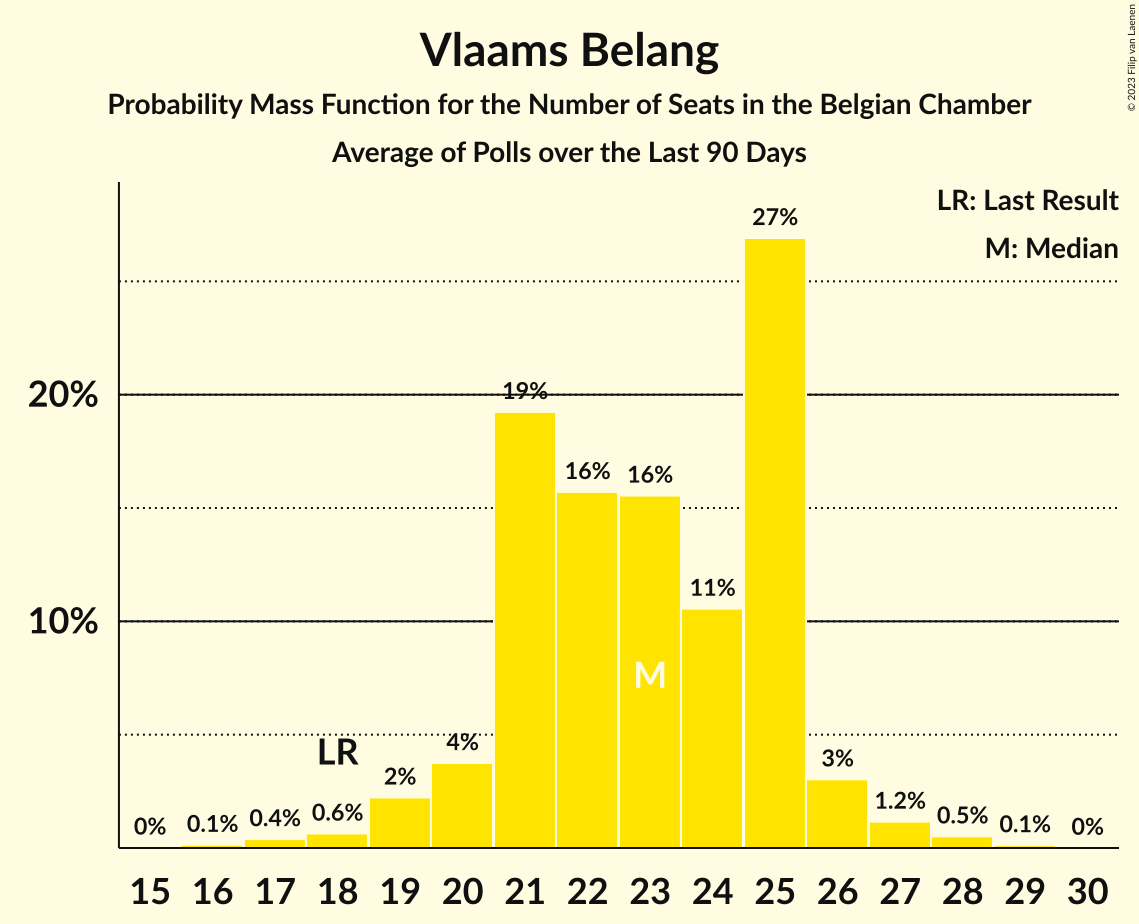 Vlaams Belang
Probability Mass Function for the Number of Seats in the Belgian Chamber
Average of Polls over the Last 90 Days
© 2023 Filip van Laenen
LR: Last Result
M: Median
27%
20%
19%
16%
16%
11%
10%
M
LR
4%
2%
3%
0%
0.1%
0.4%
0.6%
1.2%
0.5%
0.1%
0%
15 16 17 18 19 20 21 22 23 24 25 26 27 28 29 30